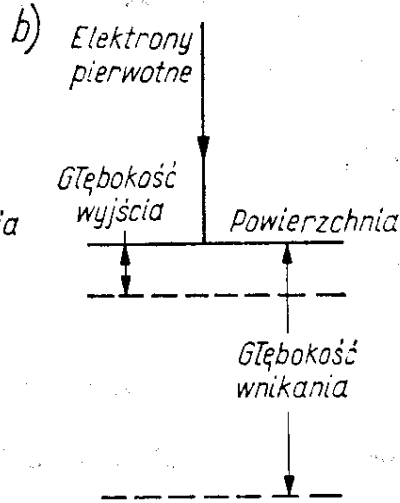 b)
Elektrony
pierwotne
Głębokość
wyjścia
Powierzchnia
Głębokość
wnikania